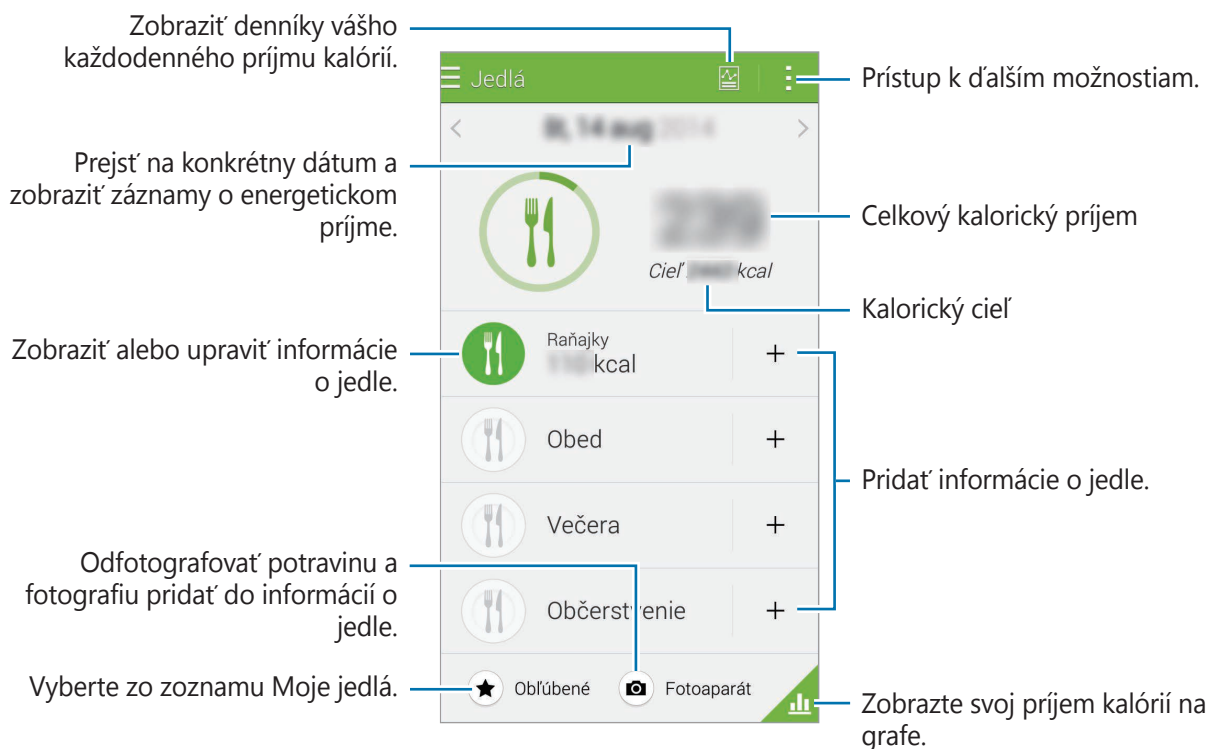 Zobraziť denníky vášho
každodenného príjmu kalórií.
Prejsť na konkrétny dátum a
zobraziť záznamy o energetickom
príjme.
Zobraziť alebo upraviť informácie
o jedle.
Odfotografovať potravinu a
fotografiu pridať do informácií o
jedle.
Vyberte zo zoznamu Moje jedlá.
Jedlá
14 aug 2014
Cieľ kcal
Raňajky
kcal
Obed
Večera
Občerstvenie
Obľúbené
Fotoaparát
Prístup k ďalším možnostiam.
Celkový kalorický príjem
Kalorický cieľ
Pridať informácie o jedle.
Zobrazte svoj príjem kalórií na
grafe.